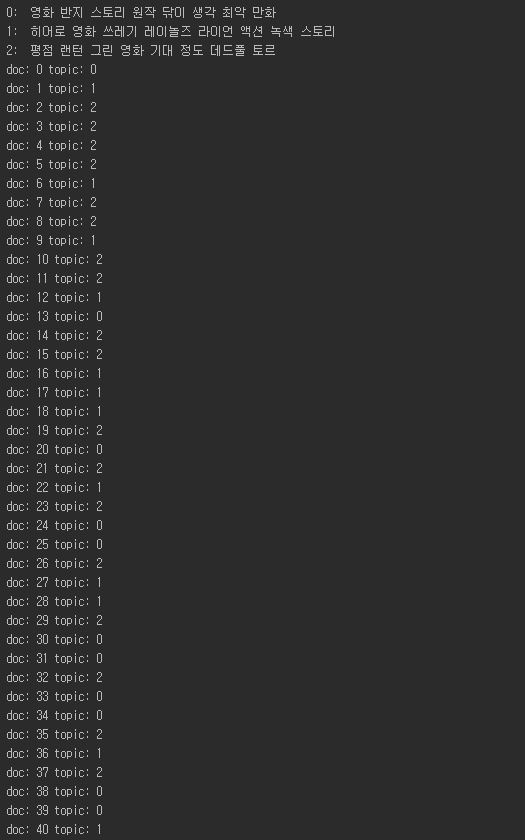 0:  영화 반지 스토리 원작 닦이 생각 최악 만화
1:  히어로 영화 쓰레기 레이놀즈 라이언 액션 녹색 스토리
2:  평점 랜턴 그린 영화 기대 정도 데드풀 토르
doc: 0 topic: 0
doc: 1 topic: 1
doc: 2 topic: 2
doc: 3 topic: 2
doc: 4 topic: 2
doc: 5 topic: 2
doc: 6 topic: 1
doc: 7 topic: 2
doc: 8 topic: 2
doc: 9 topic: 1
doc: 10 topic: 2
doc: 11 topic: 2
doc: 12 topic: 1
doc: 13 topic: 0
doc: 14 topic: 2
doc: 15 topic: 2
doc: 16 topic: 1
doc: 17 topic: 1
doc: 18 topic: 1
doc: 19 topic: 2
doc: 20 topic: 0
doc: 21 topic: 2
doc: 22 topic: 1
doc: 23 topic: 2
doc: 24 topic: 0
doc: 25 topic: 0
doc: 26 topic: 2
doc: 27 topic: 1
doc: 28 topic: 1
doc: 29 topic: 2
doc: 30 topic: 0
doc: 31 topic: 0
doc: 32 topic: 2
doc: 33 topic: 0
doc: 34 topic: 0
doc: 35 topic: 2
doc: 36 topic: 1
doc: 37 topic: 2
doc: 38 topic: 0
doc: 39 topic: 0
doc: 40 topic: 1